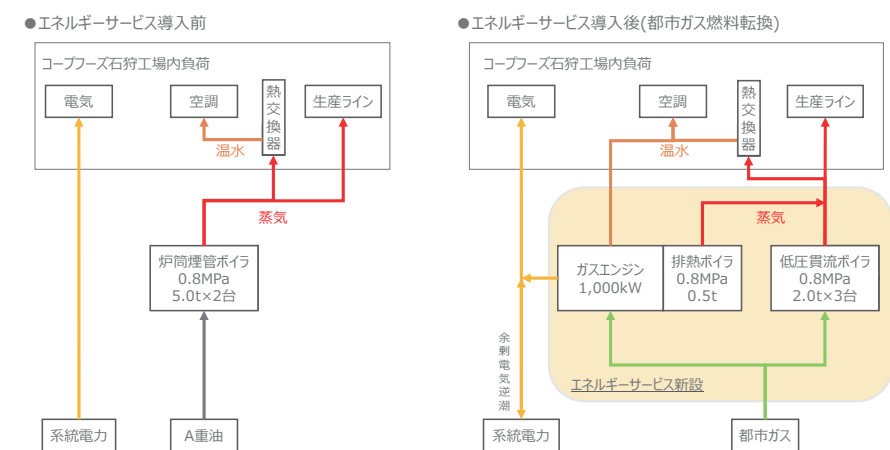 ●エネルギーサービス導入前
コープフーズ石狩工場内負荷
電気
空調
熱交換器
生産ライン
温水
蒸気
炉筒煙管ボイラ
0.8MPa
5.0t×2台
系統電力
A重油
●エネルギーサービス導入後(都市ガス燃料転換)
コープフーズ石狩工場内負荷
電気
空調
熱交換器
生産ライン
温水
蒸気
ガスエンジン
1,000kW
排熱ボイラ
0.8MPa
0.5t
低圧貫流ボイラ
0.8MPa
2.0t×3台
余剰電気逆潮
エネルギーサービス新設
系統電力
都市ガス